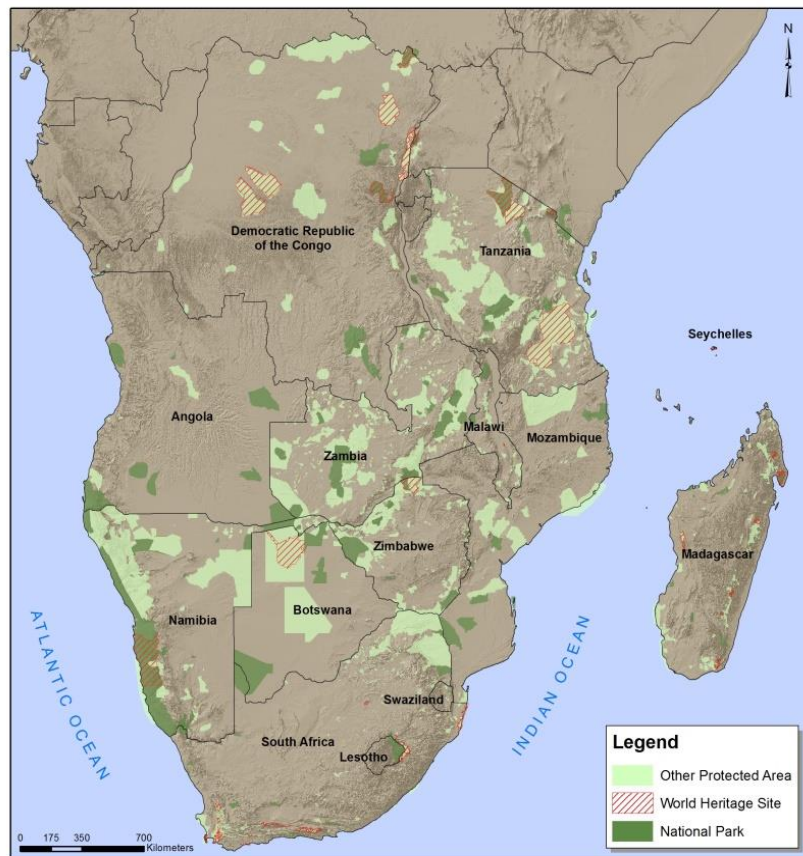 N
Democratic Republic
of the Congo
Tanzania
Seychelles
Angola
Malawi
Mozambique
Zambia
Zimbabwe
Madagascar
Namibia
Botswana
ATLANTIC OCEAN
INDIAN OCEAN
Swaziland
South Africa
Lesotho
Legend
Other Protected Area
World Heritage Site
National Park
0 175 350 700
Kilometers